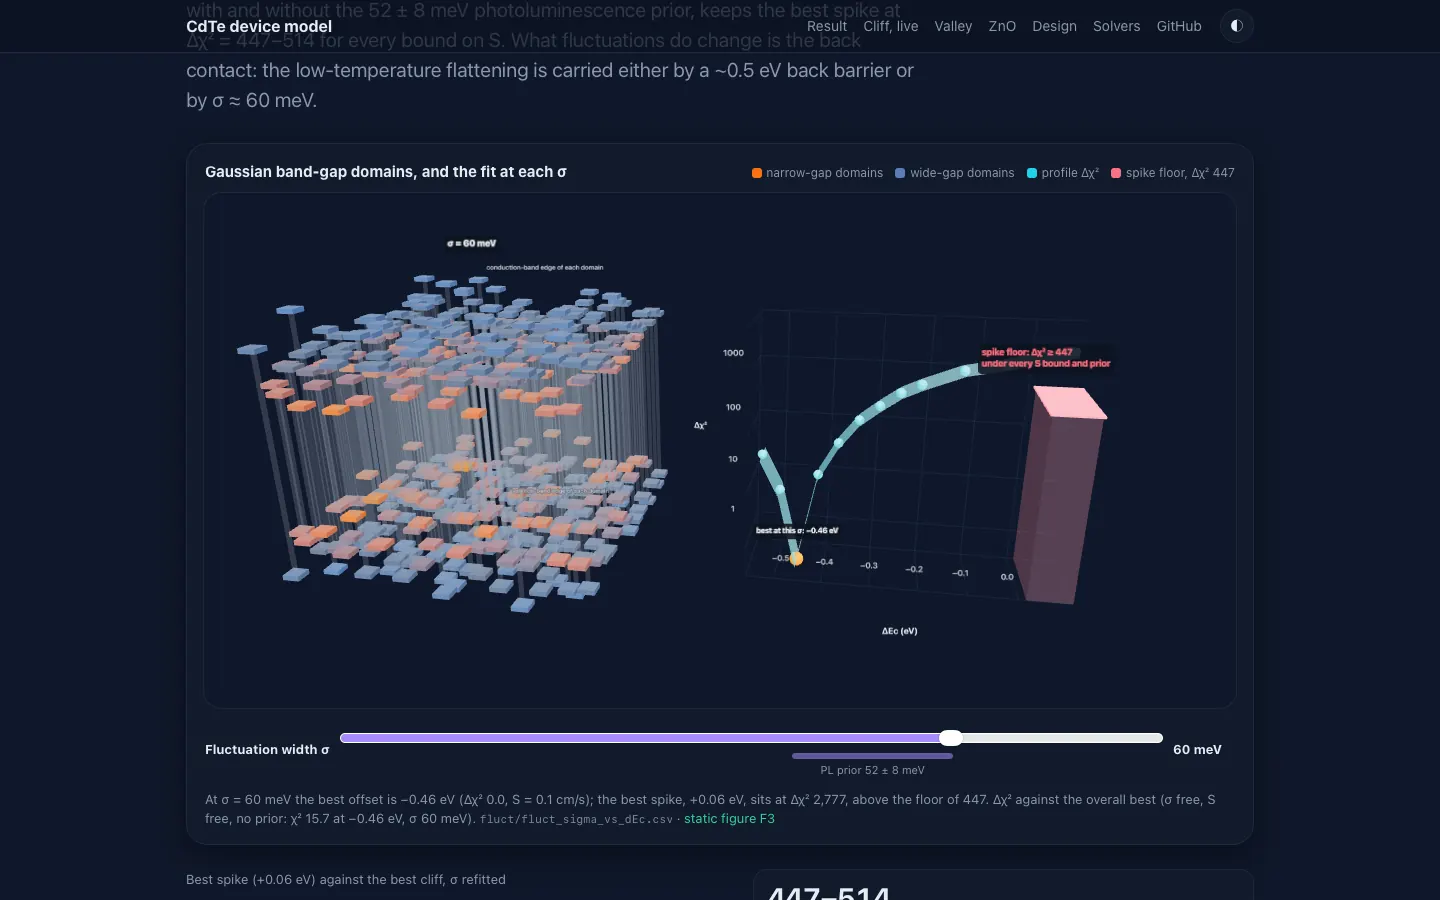 with and without the 52 ± 8 meV photoluminescence prior, keeps the best spike at
CdTe device model
Result Cliff, live Valley ZnO Design Solvers GitHub
Δχ² = 447–514 for every bound on S. What fluctuations do change is the back
contact: the low-temperature flattening is carried either by a ~0.5 eV back barrier or
by σ ≈ 60 meV.
Gaussian band-gap domains, and the fit at each σ
narrow-gap domains wide-gap domains profile Δχ² spike floor, Δχ² 447
σ = 60 meV
conduction-band edge of each domain
1000
100
Δχ²
10
1
spike floor: Δχ² ≥ 447
under every S bound and prior
best at this σ: −0.46 eV
−0.5 −0.4 −0.3 −0.2 −0.1 0.0
ΔEc (eV)
Fluctuation width σ
60 meV
PL prior 52 ± 8 meV
At σ = 60 meV the best offset is −0.46 eV (Δχ² 0.0, S = 0.1 cm/s); the best spike, +0.06 eV, sits at Δχ² 2,777, above the floor of 447. Δχ² against the overall best (σ free, S
free, no prior: χ² 15.7 at −0.46 eV, σ 60 meV). fluct/fluct_sigma_vs_dEc.csv · static figure F3
Best spike (+0.06 eV) against the best cliff, σ refitted
447–514